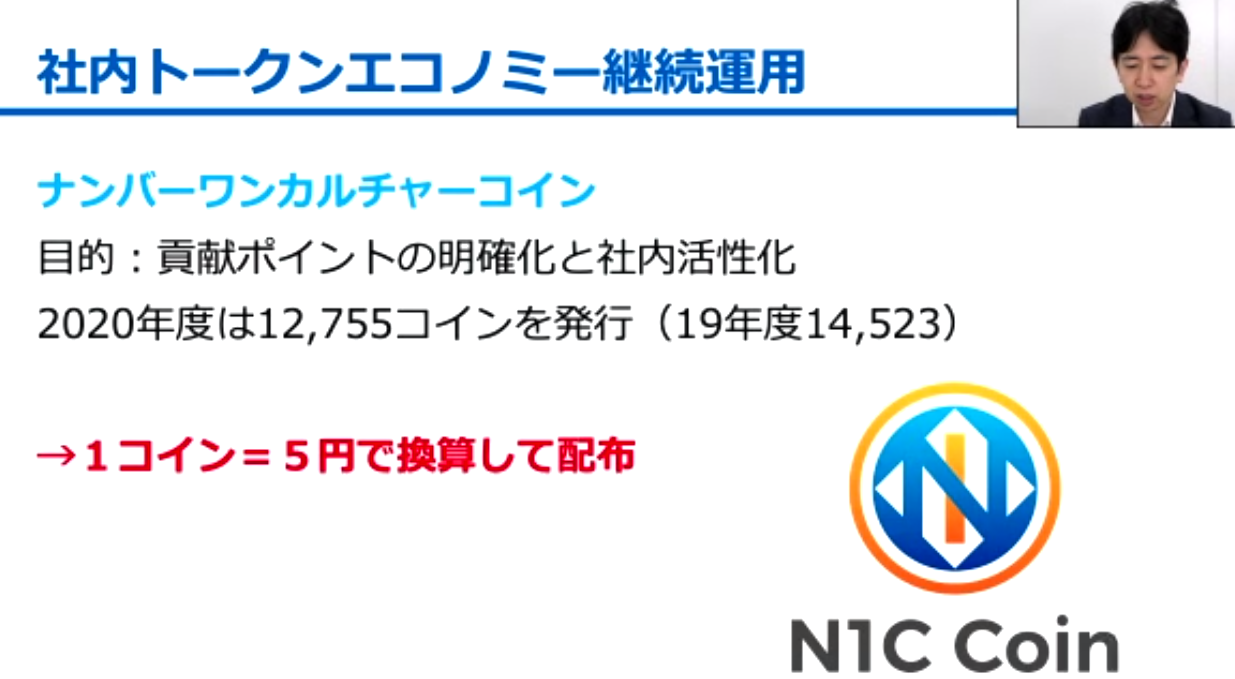 社内トークンエコノミー継続運用
ナンバーワンカルチャーコイン
目的：貢献ポイントの明確化と社内活性化
2020年度は12,755コインを発行（19年度14,523）
→１コイン=５円で換算して配布
N1C Coin